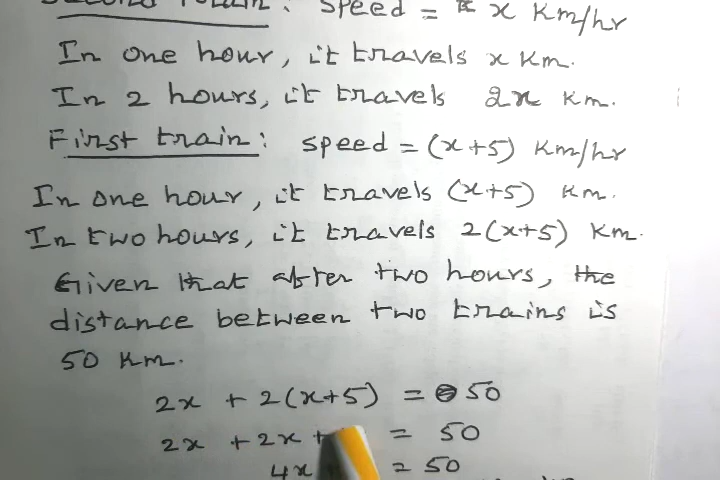 Second train: speed = x Km/hr
In one hour, it travels x Km.
In 2 hours, it travels 2x Km.
First train: speed = (x+5) Km/hr
In one hour, it travels (x+5) Km.
In two hours, it travels 2(x+5) Km.
Given that after two hours, the
distance between two trains is
50 Km.
2x + 2(x+5) = 50
2x + 2x + = 50
4x = 50